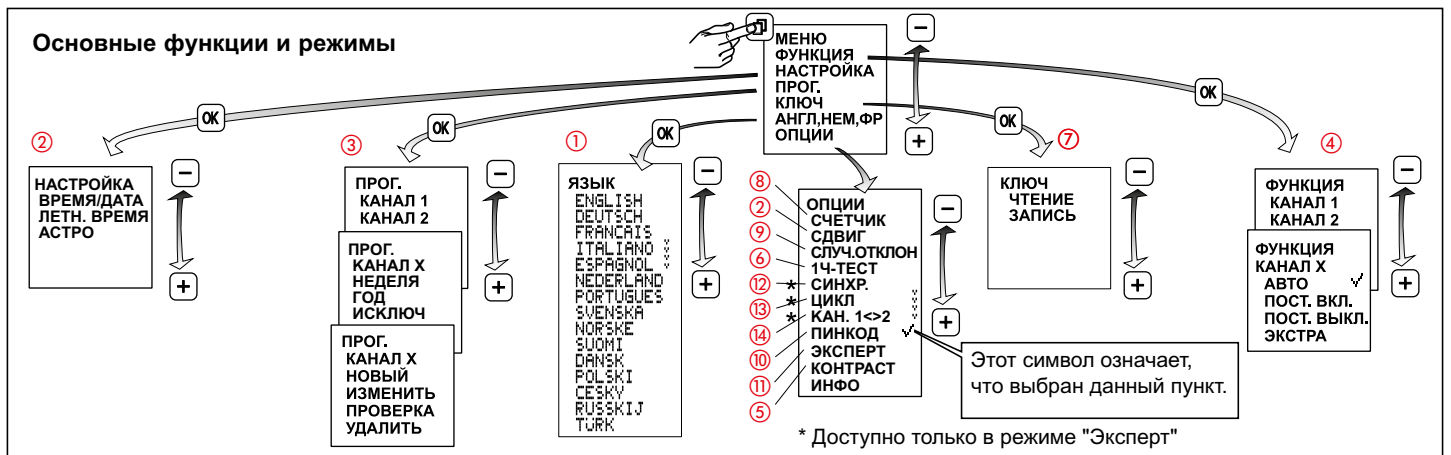 Основные функции и режимы
МЕНЮ
ФУНКЦИЯ
НАСТРОЙКА
ПРОГ.
КЛЮЧ
АНГЛ,НЕМ,ФР
ОПЦИИ
−
+
OK
OK
OK
OK
OK
②
НАСТРОЙКА
ВРЕМЯ/ДАТА
ЛЕТН. ВРЕМЯ
АСТРО
−
+
③
ПРОГ.
КАНАЛ 1
КАНАЛ 2
ПРОГ.
КАНАЛ X
НЕДЕЛЯ
ГОД
ИСКЛЮЧ
ПРОГ.
КАНАЛ X
НОВЫЙ
ИЗМЕНИТЬ
ПРОВЕРКА
УДАЛИТЬ
−
+
①
ЯЗЫК
ENGLISH
DEUTSCH
FRANCAIS
ITALIANO
ESPAGNOL
NEDERLAND
PORTUGUES
SVENSKA
NORSKE
SUOMI
DANSK
POLSKI
CESKY
RUSSKIJ
TURK
−
+
ОПЦИИ
⑧ СЧЕТЧИК
② СДВИГ
⑨ СЛУЧ.ОТКЛОН
⑥ 1Ч-ТЕСТ
⑫ * СИНХР.
⑬ * ЦИКЛ
⑭ * КАН. 1<>2
⑩ ПИНКОД ✓
⑪ ЭКСПЕРТ
⑤ КОНТРАСТ
ИНФО
−
+
Этот символ означает,
что выбран данный пункт.
* Доступно только в режиме "Эксперт"
⑦
КЛЮЧ
ЧТЕНИЕ
ЗАПИСЬ
−
+
④
ФУНКЦИЯ
КАНАЛ 1
КАНАЛ 2
ФУНКЦИЯ
КАНАЛ X
АВТО ✓
ПОСТ. ВКЛ.
ПОСТ. ВЫКЛ.
ЭКСТРА
−
+